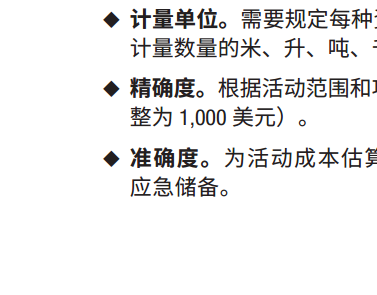 ◆ 计量单位。需要规定每种
计量数量的米、升、吨、
◆ 精确度。根据活动范围和
整为 1,000 美元）。
◆ 准确度。为活动成本估算
应急储备。